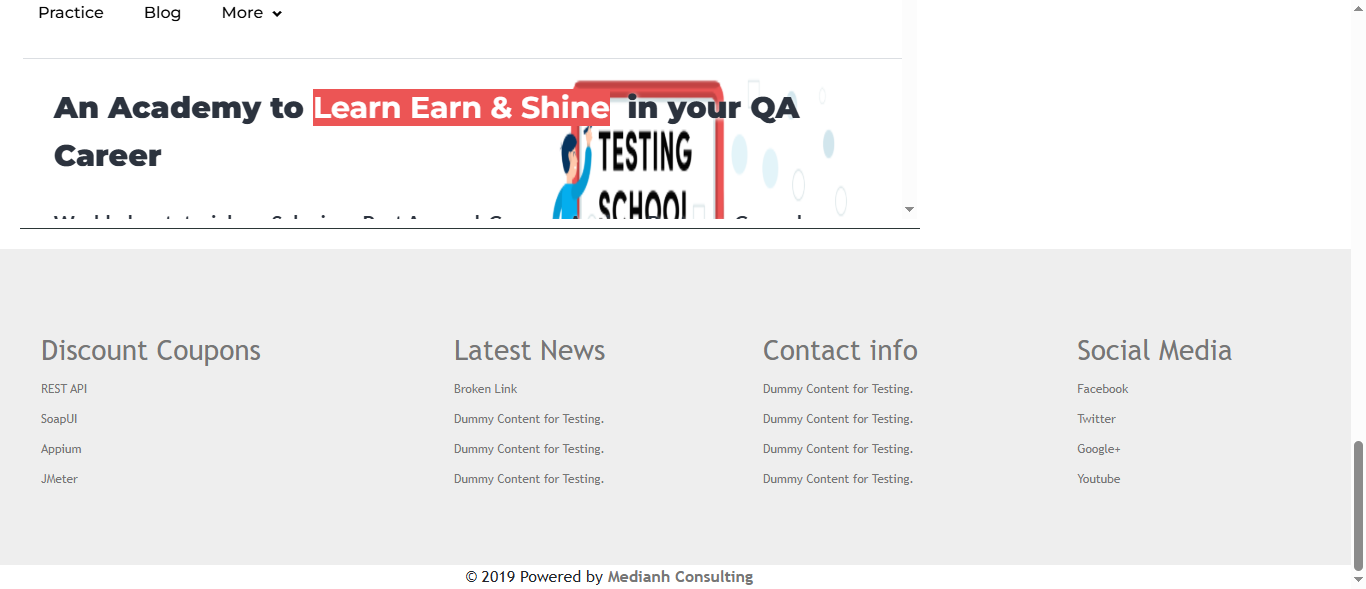 Practice Blog More
An Academy to Learn Earn & Shine in your QA
Career
TESTING
SCHOOL
Discount Coupons
REST API
SoapUI
Appium
JMeter
Latest News
Broken Link
Dummy Content for Testing.
Dummy Content for Testing.
Dummy Content for Testing.
Contact info
Dummy Content for Testing.
Dummy Content for Testing.
Dummy Content for Testing.
Dummy Content for Testing.
Social Media
Facebook
Twitter
Google+
Youtube
© 2019 Powered by Medianh Consulting